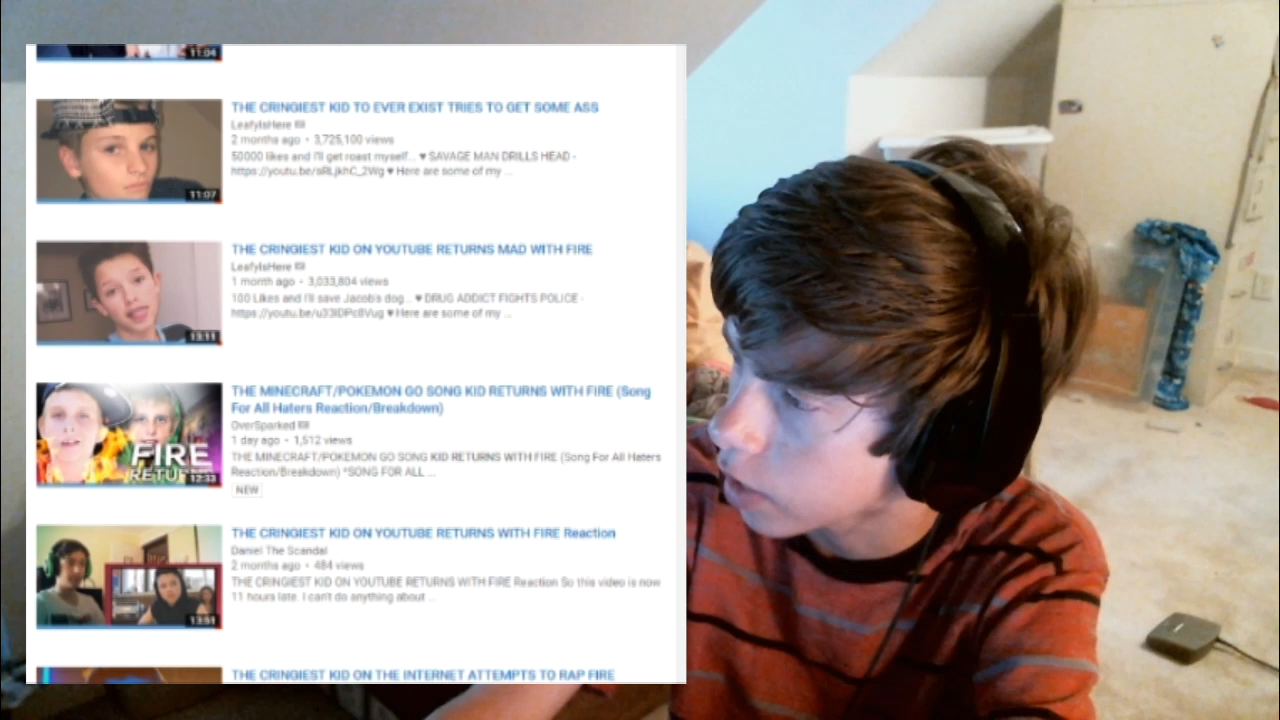 11:04
THE CRINGIEST KID TO EVER EXIST TRIES TO GET SOME ASS
LeafyIsHere
2 months ago • 3,725,100 views
50000 likes and I'll get roast myself... ♥ SAVAGE MAN DRILLS HEAD -
https://youtu.be/sRLjkhC_2Wg ♥ Here are some of my ...
11:07
THE CRINGIEST KID ON YOUTUBE RETURNS MAD WITH FIRE
LeafyIsHere
1 month ago • 3,033,804 views
100 Likes and I'll save Jacobs dog... ♥ DRUG ADDICT FIGHTS POLICE -
https://youtu.be/u33IDPc8Vug ♥ Here are some of my ...
13:11
THE MINECRAFT/POKEMON GO SONG KID RETURNS WITH FIRE (Song
For All Haters Reaction/Breakdown)
OverSparked
1 day ago • 1,512 views
THE MINECRAFT/POKEMON GO SONG KID RETURNS WITH FIRE (Song For All Haters
Reaction/Breakdown) *SONG FOR ALL ...
NEW
FIRE
RETU
12:33
THE CRINGIEST KID ON YOUTUBE RETURNS WITH FIRE Reaction
Daniel The Scandal
2 months ago • 484 views
THE CRINGIEST KID ON YOUTUBE RETURNS WITH FIRE Reaction So this video is now
11 hours late. I can't do anything about ...
13:51
THE CRINGIEST KID ON THE INTERNET ATTEMPTS TO RAP FIRE